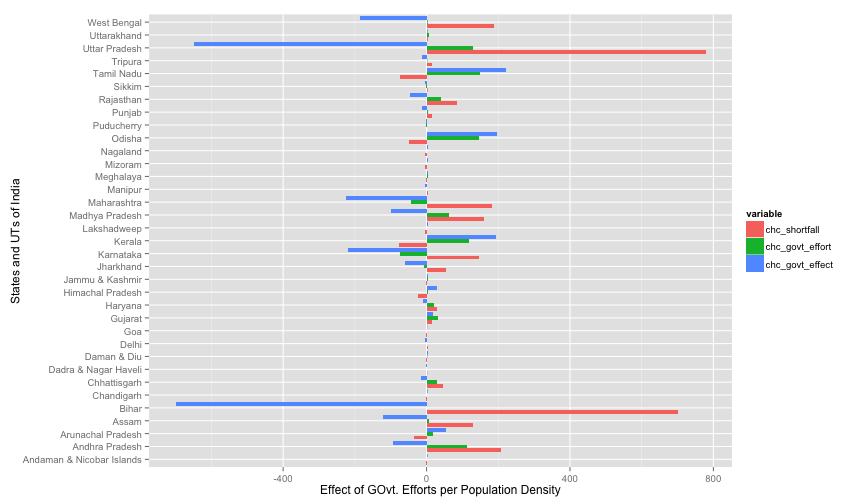 States and UTs of India
West Bengal
Uttarakhand
Uttar Pradesh
Tripura
Tamil Nadu
Sikkim
Rajasthan
Punjab
Puducherry
Odisha
Nagaland
Mizoram
Meghalaya
Manipur
Maharashtra
Madhya Pradesh
Lakshadweep
Kerala
Karnataka
Jharkhand
Jammu & Kashmir
Himachal Pradesh
Haryana
Gujarat
Goa
Delhi
Daman & Diu
Dadra & Nagar Haveli
Chhattisgarh
Chandigarh
Bihar
Assam
Arunachal Pradesh
Andhra Pradesh
Andaman & Nicobar Islands
-400 0 400 800
Effect of GOvt. Efforts per Population Density
variable
chc_shortfall
chc_govt_effort
chc_govt_effect